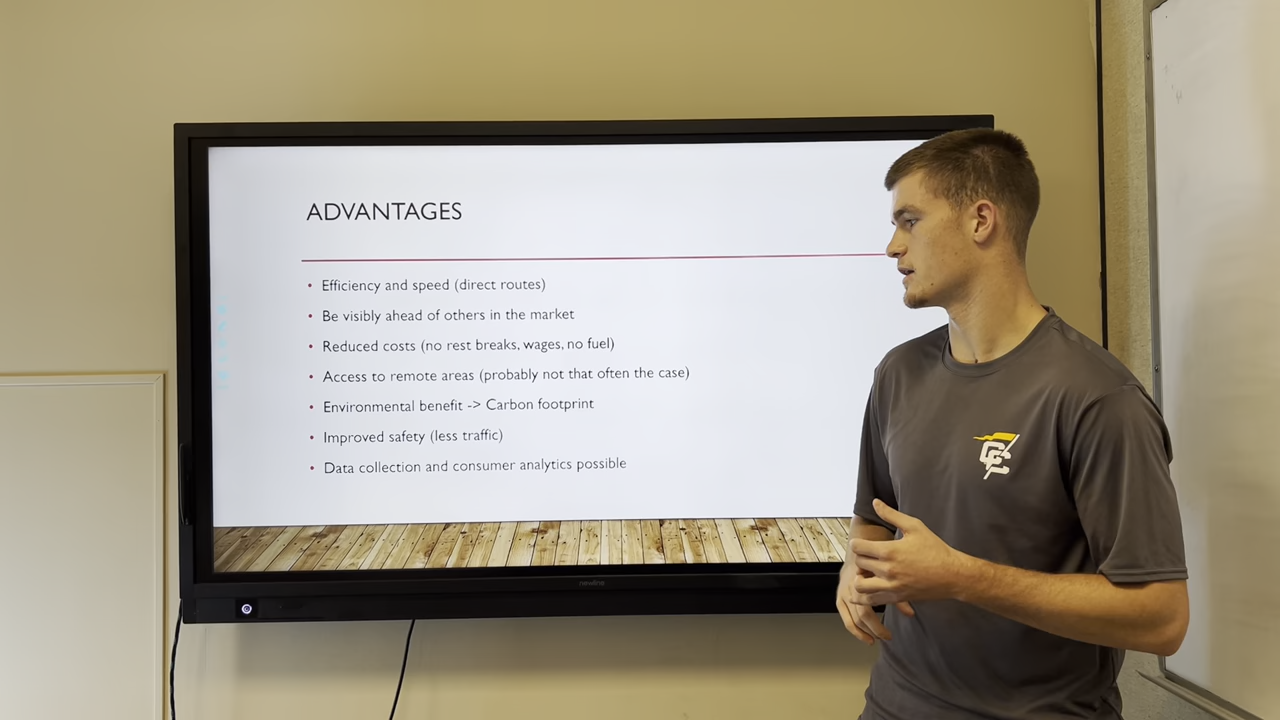 ADVANTAGES
• Efficiency and speed (direct routes)
• Be visibly ahead of others in the market
• Reduced costs (no rest breaks, wages, no fuel)
• Access to remote areas (probably not that often the case)
• Environmental benefit -> Carbon footprint
• Improved safety (less traffic)
• Data collection and consumer analytics possible
newline